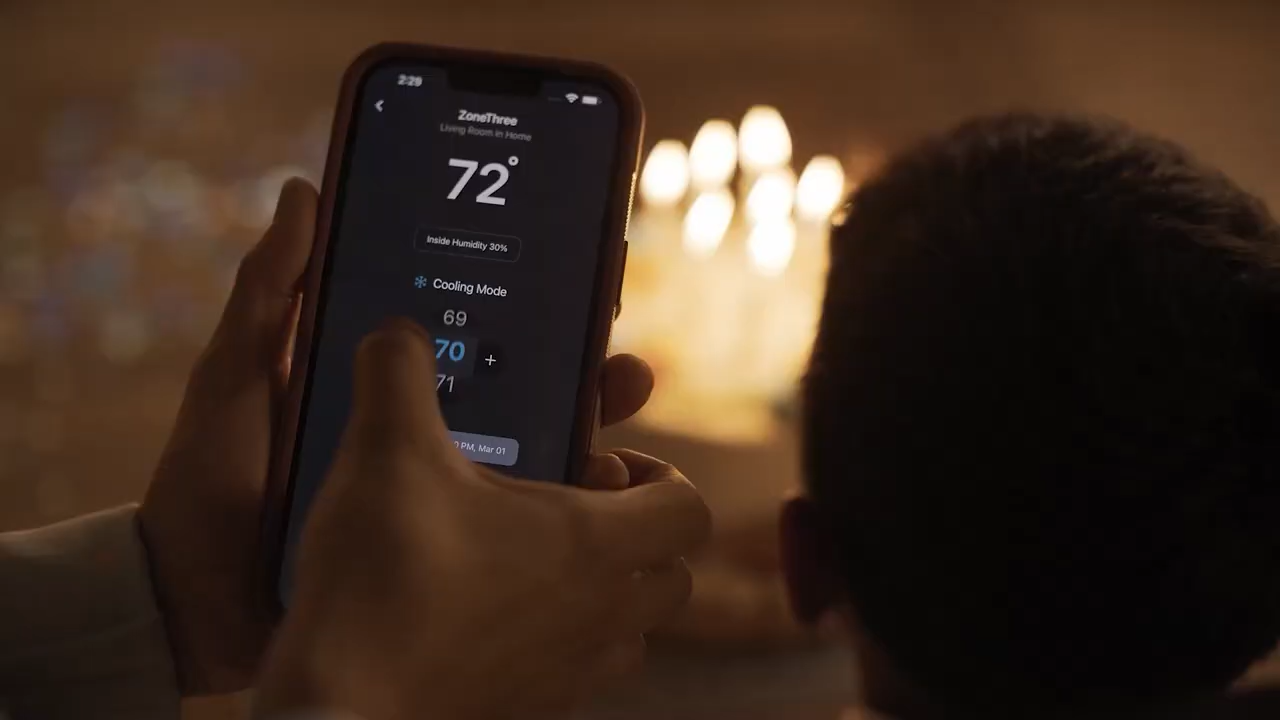 2:29
ZoneThree
Living Room in Home
72°
Inside Humidity 30%
Cooling Mode
69
70 +
71
PM, Mar 01